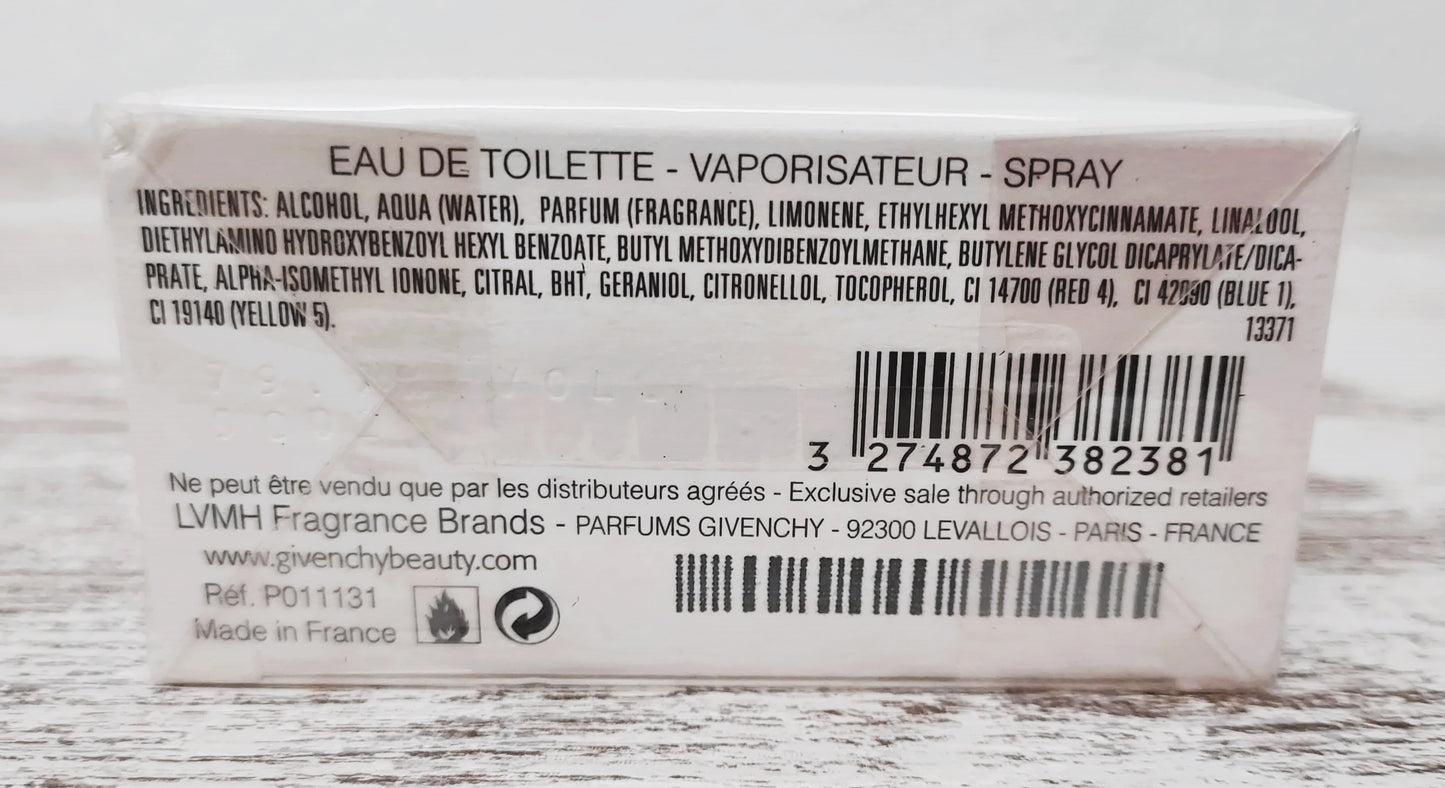 EAU DE TOILETTE - VAPORISATEUR - SPRAY
INGREDIENTS: ALCOHOL, AQUA (WATER), PARFUM (FRAGRANCE), LIMONENE, ETHYLHEXYL METHOXYCINNAMATE, LINALOOL,
DIETHYLAMINO HYDROXYBENZOYL HEXYL BENZOATE, BUTYL METHOXYDIBENZOYLMETHANE, BUTYLENE GLYCOL DICAPRYLATE/DICA-
PRATE, ALPHA-ISOMETHYL IONONE, CITRAL, BHT, GERANIOL, CITRONELLOL, TOCOPHEROL, CI 14700 (RED 4), CI 42090 (BLUE 1),
CI 19140 (YELLOW 5).
13371
3 274872 382381
Ne peut être vendu que par les distributeurs agréés - Exclusive sale through authorized retailers
LVMH Fragrance Brands - PARFUMS GIVENCHY - 92300 LEVALLOIS - PARIS - FRANCE
www.givenchybeauty.com
Réf. P011131
Made in France